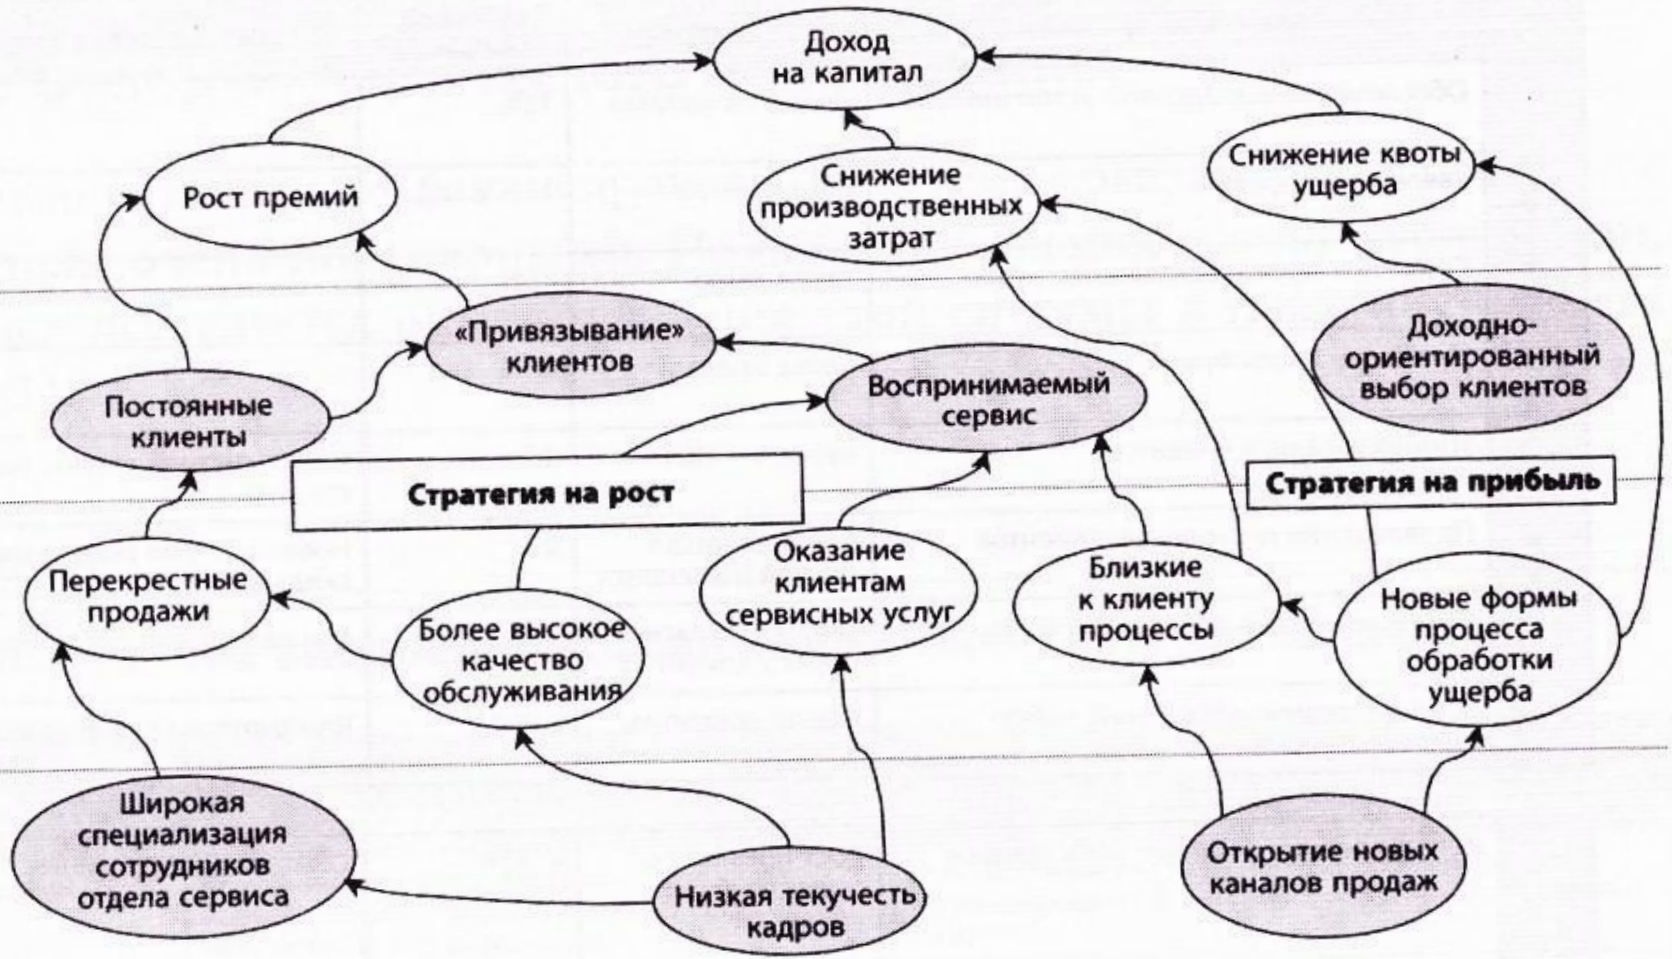 Доход
на капитал
Рост премий
Снижение
производственных
затрат
Снижение квоты
ущерба
«Привязывание»
клиентов
Постоянные
клиенты
Воспринимаемый
сервис
Доходно-
ориентированный
выбор клиентов
Стратегия на рост
Стратегия на прибыль
Перекрестные
продажи
Более высокое
качество
обслуживания
Оказание
клиентам
сервисных услуг
Близкие
к клиенту
процессы
Новые формы
процесса
обработки
ущерба
Широкая
специализация
сотрудников
отдела сервиса
Низкая текучесть
кадров
Открытие новых
каналов продаж